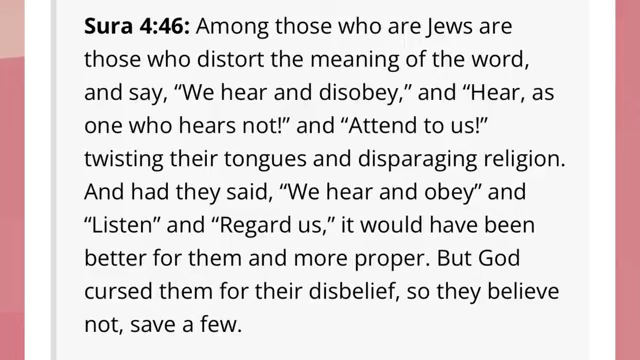 Sura 4:46: Among those who are Jews are
those who distort the meaning of the word,
and say, “We hear and disobey,” and “Hear, as
one who hears not!” and “Attend to us!”
twisting their tongues and disparaging religion.
And had they said, “We hear and obey” and
“Listen” and “Regard us,” it would have been
better for them and more proper. But God
cursed them for their disbelief, so they believe
not, save a few.